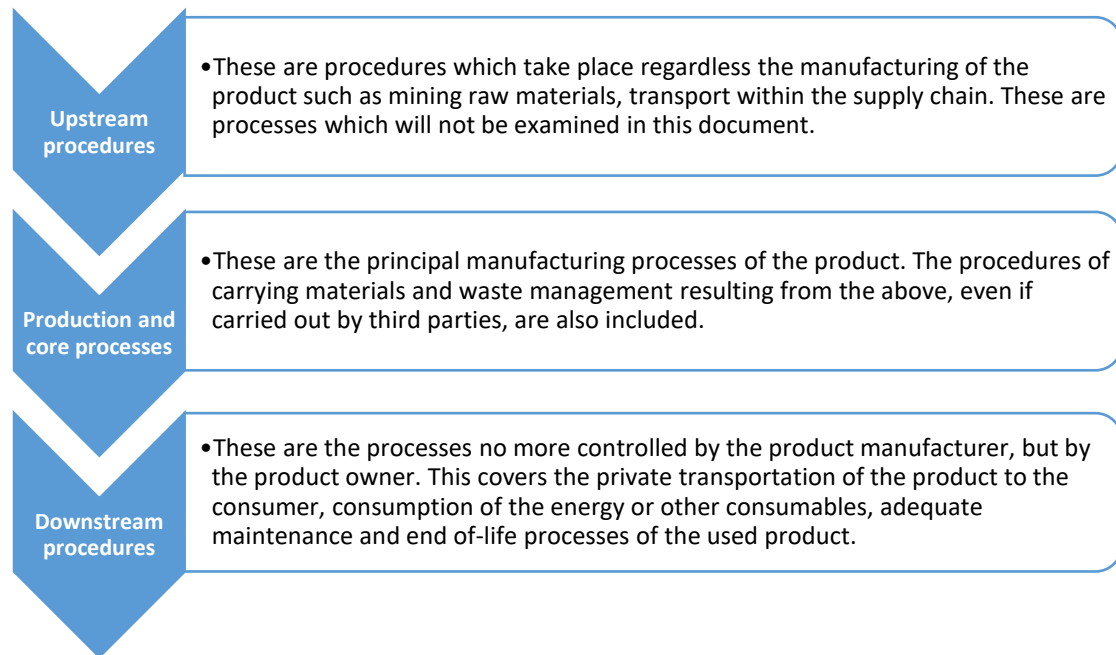 Upstream
procedures
•These are procedures which take place regardless the manufacturing of the
product such as mining raw materials, transport within the supply chain. These are
processes which will not be examined in this document.
Production and
core processes
•These are the principal manufacturing processes of the product. The procedures of
carrying materials and waste management resulting from the above, even if
carried out by third parties, are also included.
Downstream
procedures
•These are the processes no more controlled by the product manufacturer, but by
the product owner. This covers the private transportation of the product to the
consumer, consumption of the energy or other consumables, adequate
maintenance and end of-life processes of the used product.